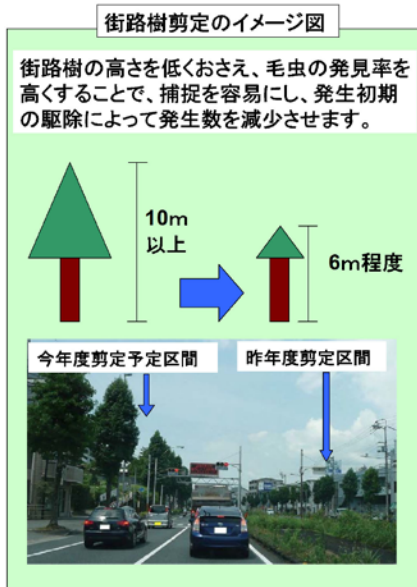 街路樹剪定のイメージ図
街路樹の高さを低くおさえ、毛虫の発見率を
高くすることで、捕捉を容易にし、発生初期
の駆除によって発生数を減少させます。
10m
以上
6m程度
今年度剪定予定区間
昨年度剪定区間